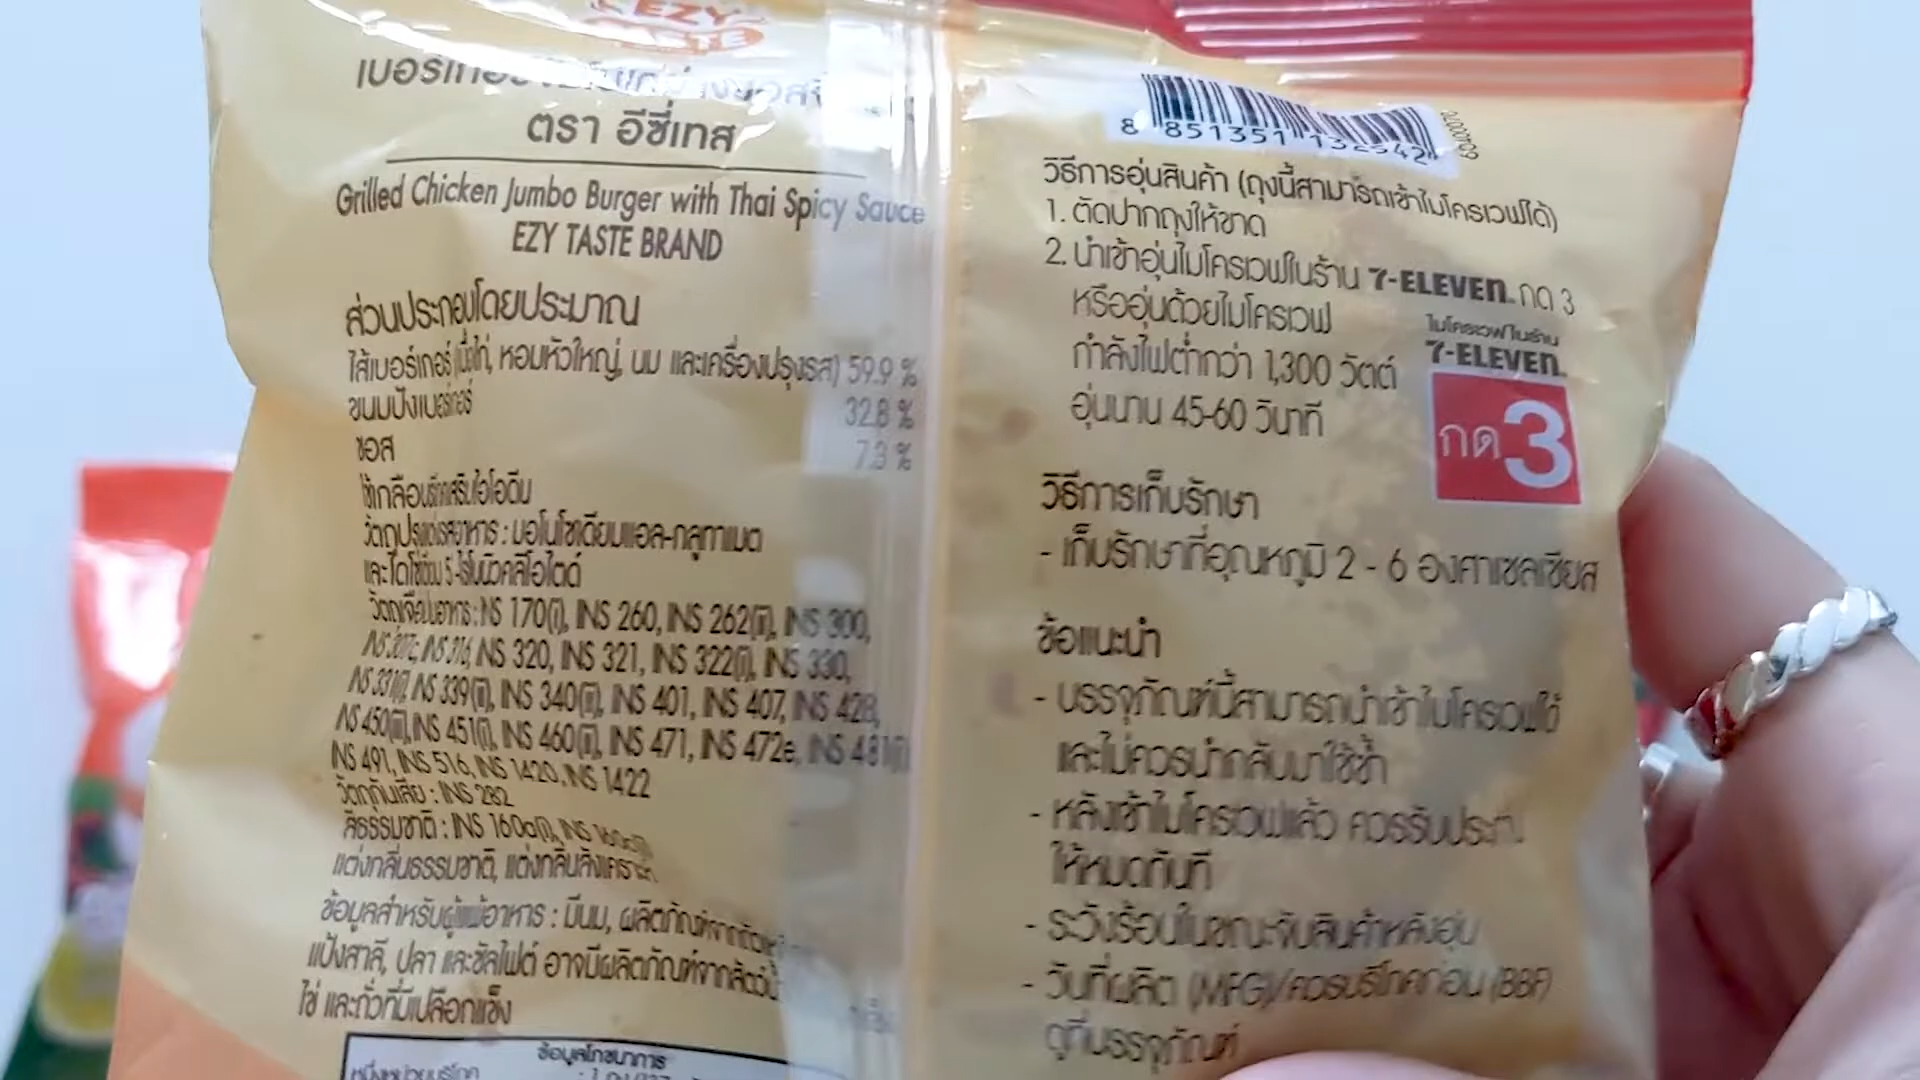 EZY
TASTE
ตรา อีซี่เทส
Grilled Chicken Jumbo Burger with Thai Spicy Sauce
EZY TASTE BRAND
ส่วนประกอบโดยประมาณ
ไส้เบอร์เกอร์ (เนื้อไก่, หอมหัวใหญ่, นม และเครื่องปรุงรส) 59.9 %
ขนมปังเบอร์เกอร์ 32.8 %
ซอส 7.3 %
ใช้เกลือบริโภคเสริมไอโอดีน
วัตถุปรุงแต่งรสอาหาร : มอโนโซเดียมแอล-กลูทาเมต
และไดโซเดียม 5'-ไรโบนิวคลีโอไทด์
วัตถุเจือปนอาหาร : INS 170(i), INS 260, INS 262(ii), INS 300,
INS 307c, INS 316, INS 320, INS 321, INS 322(i), INS 330,
INS 331(i), INS 339(ii), INS 340(ii), INS 401, INS 407, INS 428,
INS 450(iii), INS 451(i), INS 460(ii), INS 471, INS 472e, INS 481(i)
INS 491, INS 516, INS 1420, INS 1422
วัตถุกันเสีย : INS 282
สีธรรมชาติ : INS 160a(i), INS 160c(i)
แต่งกลิ่นธรรมชาติ, แต่งกลิ่นสังเคราะห์
ข้อมูลสำหรับผู้แพ้อาหาร : มีนม, ผลิตภัณฑ์จากถั่วเหลือง
แป้งสาลี, ปลา และซัลไฟต์ อาจมีผลิตภัณฑ์จากสัตว์น้ำ
ไข่ และถั่วที่มีเปลือกแข็ง
ข้อมูลโภชนาการ
หนึ่งหน่วยบริโภค
8 851351 132542
วิธีการอุ่นสินค้า (ถุงนี้สามารถเข้าไมโครเวฟได้)
1. ตัดปากถุงให้ขาด
2. นำเข้าอุ่นไมโครเวฟในร้าน 7-ELEVEN. กด 3
หรืออุ่นด้วยไมโครเวฟ
กำลังไฟต่ำกว่า 1,300 วัตต์
อุ่นนาน 45-60 วินาที
ไมโครเวฟในร้าน
7-ELEVEN.
กด 3
วิธีการเก็บรักษา
- เก็บรักษาที่อุณหภูมิ 2 - 6 องศาเซลเซียส
ข้อแนะนำ
- บรรจุภัณฑ์นี้สามารถนำเข้าไมโครเวฟได้
และไม่ควรนำกลับมาใช้ซ้ำ
- หลังเข้าไมโครเวฟแล้ว ควรรับประทาน
ให้หมดทันที
- ระวังร้อนในขณะจับสินค้าหลังอุ่น
- วันที่ผลิต (MFG)/ควรบริโภคก่อน (BBF)
ดูที่บรรจุภัณฑ์